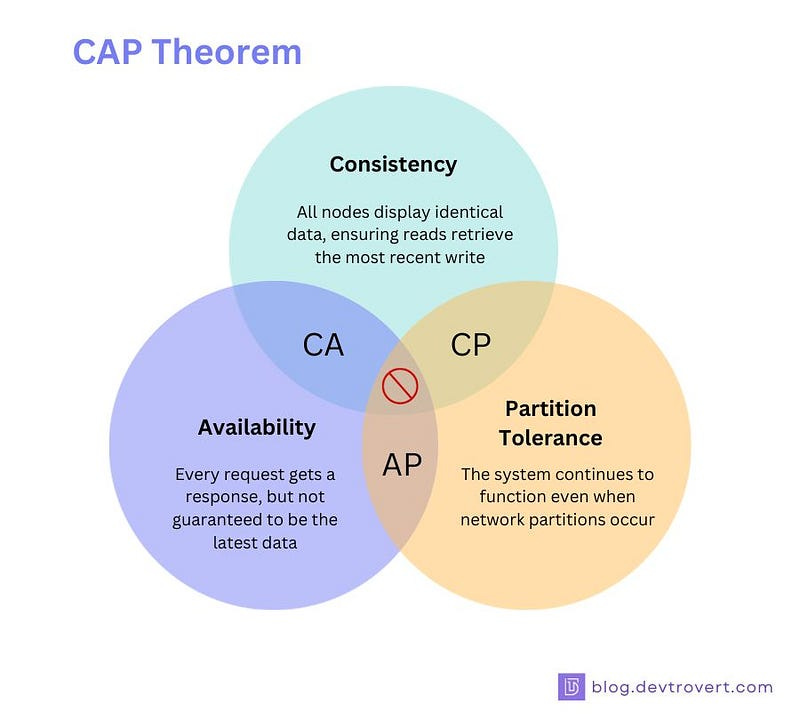 CAP Theorem
Consistency
All nodes display identical
data, ensuring reads retrieve
the most recent write
CA
CP
Availability
Every request gets a
response, but not
guaranteed to be the
latest data
AP
Partition
Tolerance
The system continues to
function even when
network partitions occur
blog.devtrovert.com